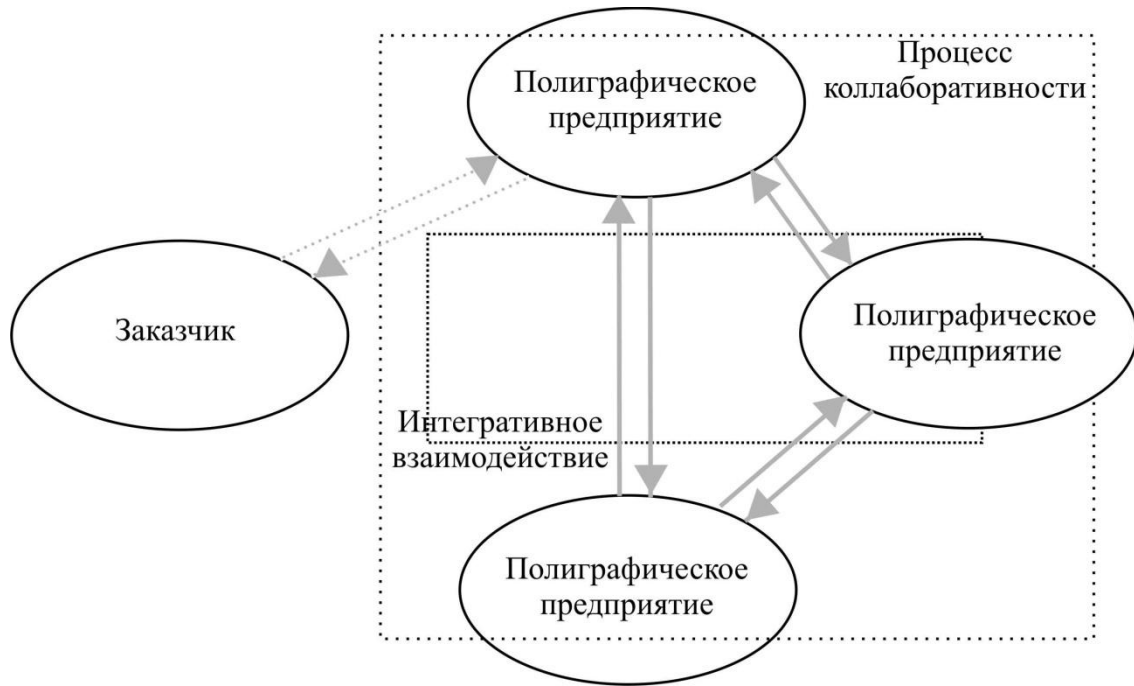 Процесс
коллаборативности
Полиграфическое
предприятие
Заказчик
Полиграфическое
предприятие
Интегративное
взаимодействие
Полиграфическое
предприятие